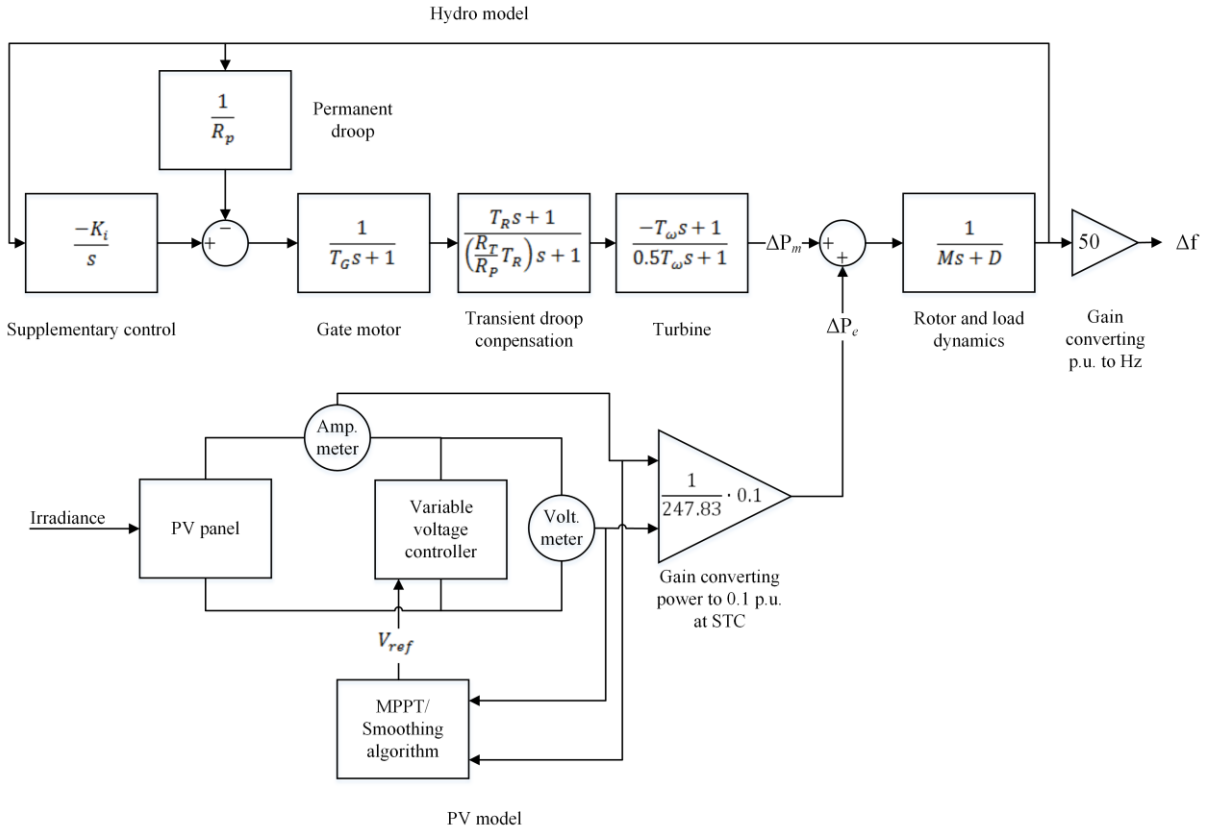 Hydro model
1
R_p
Permanent
droop
-K_i
s
+
−
1
T_G s + 1
T_R s + 1
(R_T/R_P T_R) s + 1
-T_ω s + 1
0.5T_ω s + 1
ΔP_m
+
+
1
Ms + D
50
Δf
Supplementary control
Gate motor
Transient droop
conpensation
Turbine
ΔP_e
Rotor and load
dynamics
Gain
converting
p.u. to Hz
Amp.
meter
Irradiance
PV panel
Variable
voltage
controller
Volt.
meter
1
247.83 · 0.1
Gain converting
power to 0.1 p.u.
at STC
V_ref
MPPT/
Smoothing
algorithm
PV model